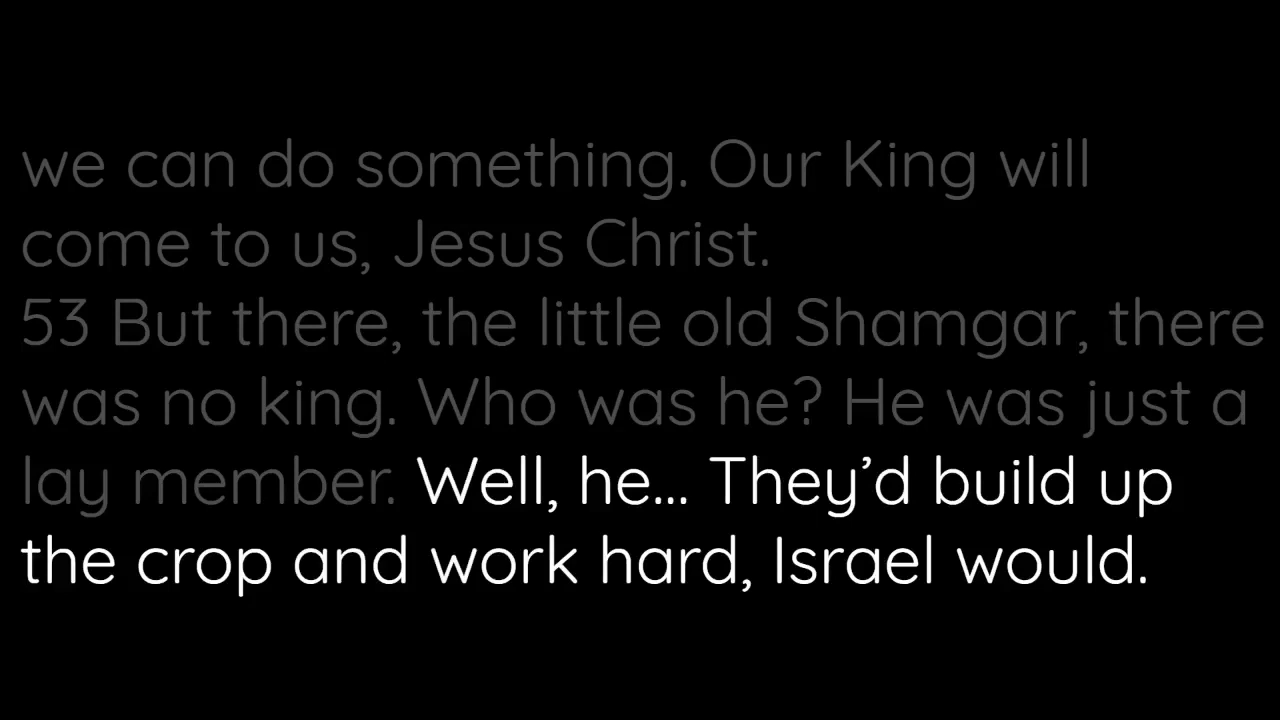 we can do something. Our King will
come to us, Jesus Christ.
53 But there, the little old Shamgar, there
was no king. Who was he? He was just a
lay member. Well, he... They’d build up
the crop and work hard, Israel would.